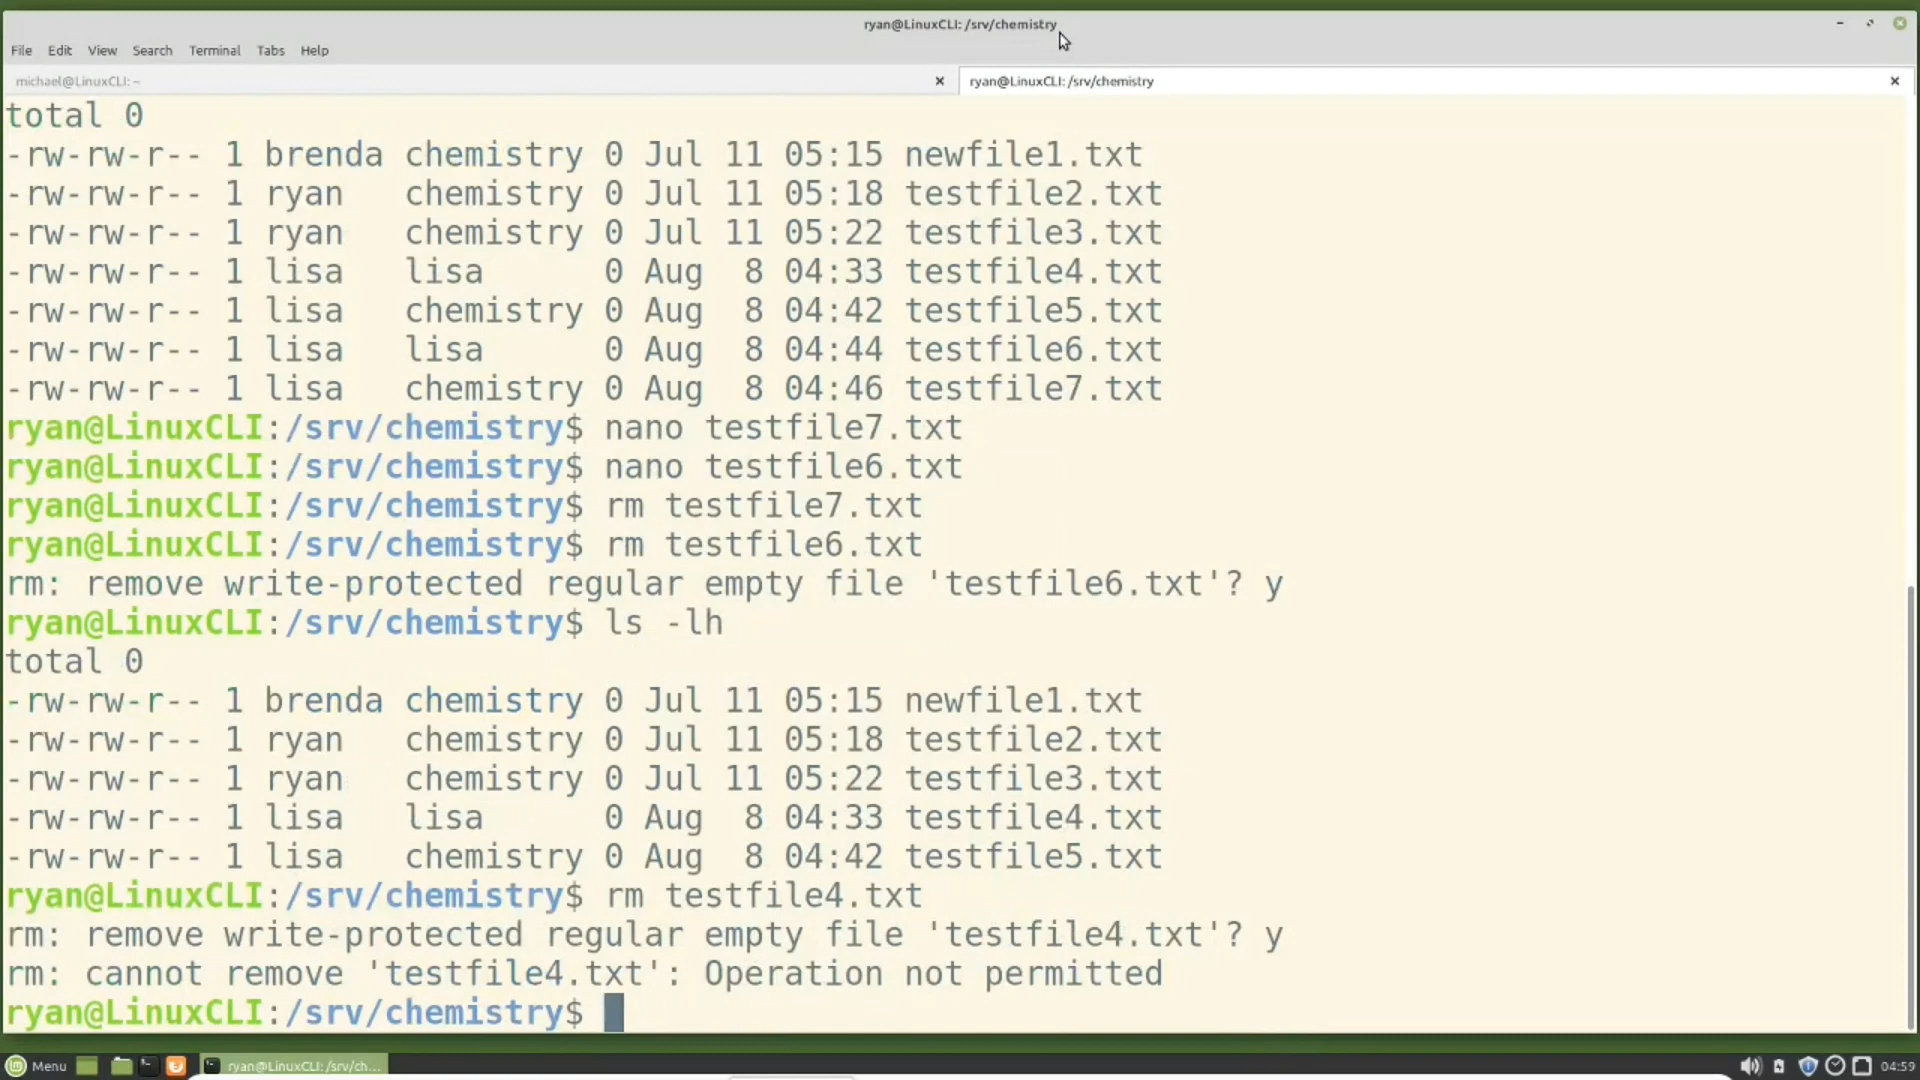 ryan@LinuxCLI: /srv/chemistry
File Edit View Search Terminal Tabs Help
michael@LinuxCLI: ~
ryan@LinuxCLI: /srv/chemistry
total 0
-rw-rw-r-- 1 brenda chemistry 0 Jul 11 05:15 newfile1.txt
-rw-rw-r-- 1 ryan   chemistry 0 Jul 11 05:18 testfile2.txt
-rw-rw-r-- 1 ryan   chemistry 0 Jul 11 05:22 testfile3.txt
-rw-rw-r-- 1 lisa   lisa      0 Aug  8 04:33 testfile4.txt
-rw-rw-r-- 1 lisa   chemistry 0 Aug  8 04:42 testfile5.txt
-rw-rw-r-- 1 lisa   lisa      0 Aug  8 04:44 testfile6.txt
-rw-rw-r-- 1 lisa   chemistry 0 Aug  8 04:46 testfile7.txt
ryan@LinuxCLI:/srv/chemistry$ nano testfile7.txt
ryan@LinuxCLI:/srv/chemistry$ nano testfile6.txt
ryan@LinuxCLI:/srv/chemistry$ rm testfile7.txt
ryan@LinuxCLI:/srv/chemistry$ rm testfile6.txt
rm: remove write-protected regular empty file 'testfile6.txt'? y
ryan@LinuxCLI:/srv/chemistry$ ls -lh
total 0
-rw-rw-r-- 1 brenda chemistry 0 Jul 11 05:15 newfile1.txt
-rw-rw-r-- 1 ryan   chemistry 0 Jul 11 05:18 testfile2.txt
-rw-rw-r-- 1 ryan   chemistry 0 Jul 11 05:22 testfile3.txt
-rw-rw-r-- 1 lisa   lisa      0 Aug  8 04:33 testfile4.txt
-rw-rw-r-- 1 lisa   chemistry 0 Aug  8 04:42 testfile5.txt
ryan@LinuxCLI:/srv/chemistry$ rm testfile4.txt
rm: remove write-protected regular empty file 'testfile4.txt'? y
rm: cannot remove 'testfile4.txt': Operation not permitted
ryan@LinuxCLI:/srv/chemistry$
Menu ryan@LinuxCLI: /srv/ch... 04:59